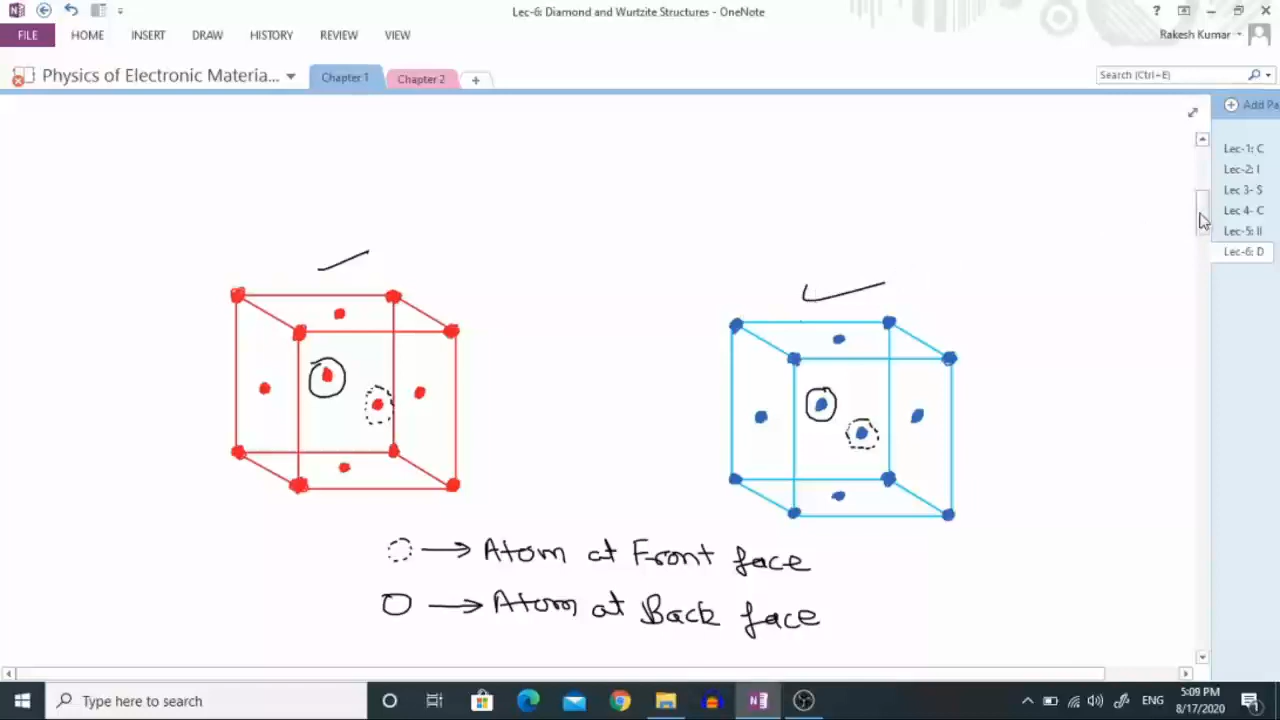 Lec-6: Diamond and Wurtzite Structures - OneNote
FILE HOME INSERT DRAW HISTORY REVIEW VIEW
Rakesh Kumar
Physics of Electronic Materia... Chapter 1 Chapter 2
Search (Ctrl+E)
Add Pa
Lec-1: C
Lec-2: I
Lec 3- S
Lec 4- C
Lec-5: II
Lec-6: D
→ Atom at Front face
→ Atom at Back face
Type here to search
ENG
5:09 PM
8/17/2020